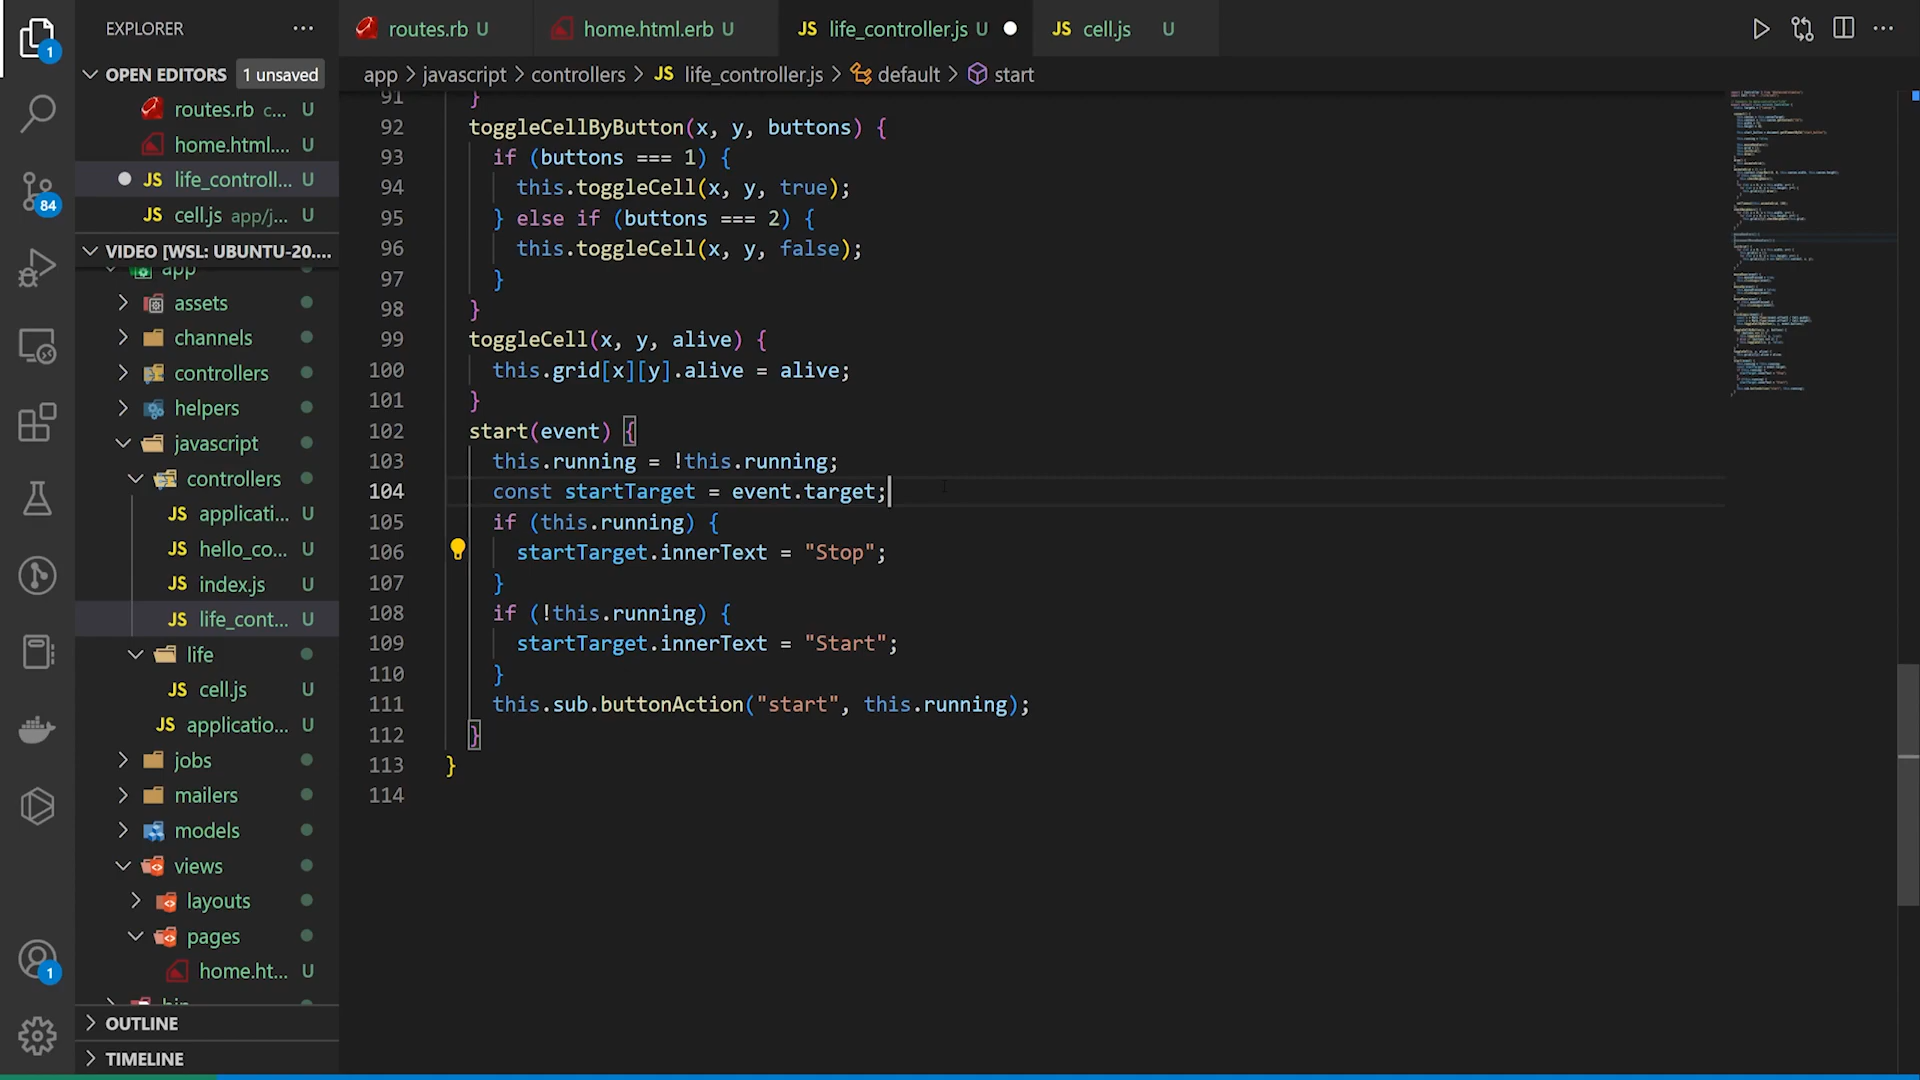 EXPLORER
routes.rb U
home.html.erb U
JS life_controller.js U
JS cell.js U
OPEN EDITORS 1 unsaved
app > javascript > controllers > JS life_controller.js > default > start
routes.rb c... U
home.html.... U
JS life_controll... U
JS cell.js app/j... U
VIDEO [WSL: UBUNTU-20....
app
assets
channels
controllers
helpers
javascript
controllers
JS applicati... U
JS hello_co... U
JS index.js U
JS life_cont... U
life
JS cell.js U
JS applicatio... U
jobs
mailers
models
views
layouts
pages
home.ht... U
bin
OUTLINE
TIMELINE
1
84
1
91 }
92 toggleCellByButton(x, y, buttons) {
93 if (buttons === 1) {
94 this.toggleCell(x, y, true);
95 } else if (buttons === 2) {
96 this.toggleCell(x, y, false);
97 }
98 }
99 toggleCell(x, y, alive) {
100 this.grid[x][y].alive = alive;
101 }
102 start(event) {
103 this.running = !this.running;
104 const startTarget = event.target;
105 if (this.running) {
106 startTarget.innerText = "Stop";
107 }
108 if (!this.running) {
109 startTarget.innerText = "Start";
110 }
111 this.sub.buttonAction("start", this.running);
112 }
113 }
114